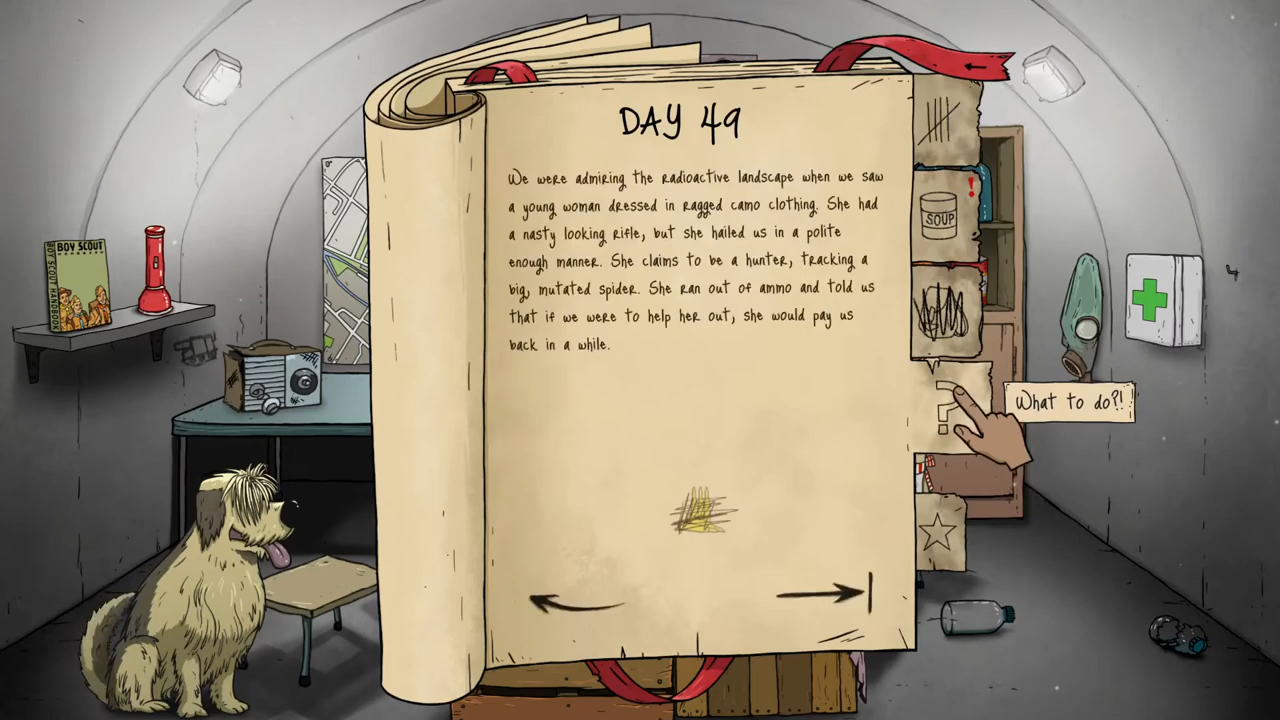 DAY 49
We were admiring the radioactive landscape when we saw
a young woman dressed in ragged camo clothing. She had
a nasty looking rifle, but she hailed us in a polite
enough manner. She claims to be a hunter, tracking a
big, mutated spider. She ran out of ammo and told us
that if we were to help her out, she would pay us
back in a while.
SOUP
!
?
What to do?!
BOY SCOUT
BOY SCOUT HANDBOOK